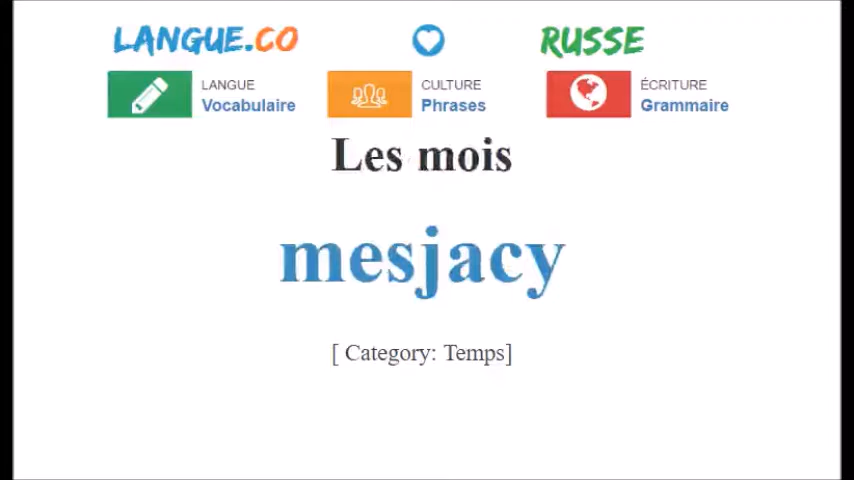 LANGUE.CO RUSSE
LANGUE CULTURE ÉCRITURE
Vocabulaire Phrases Grammaire
Les mois
mesjacy
[ Category: Temps]